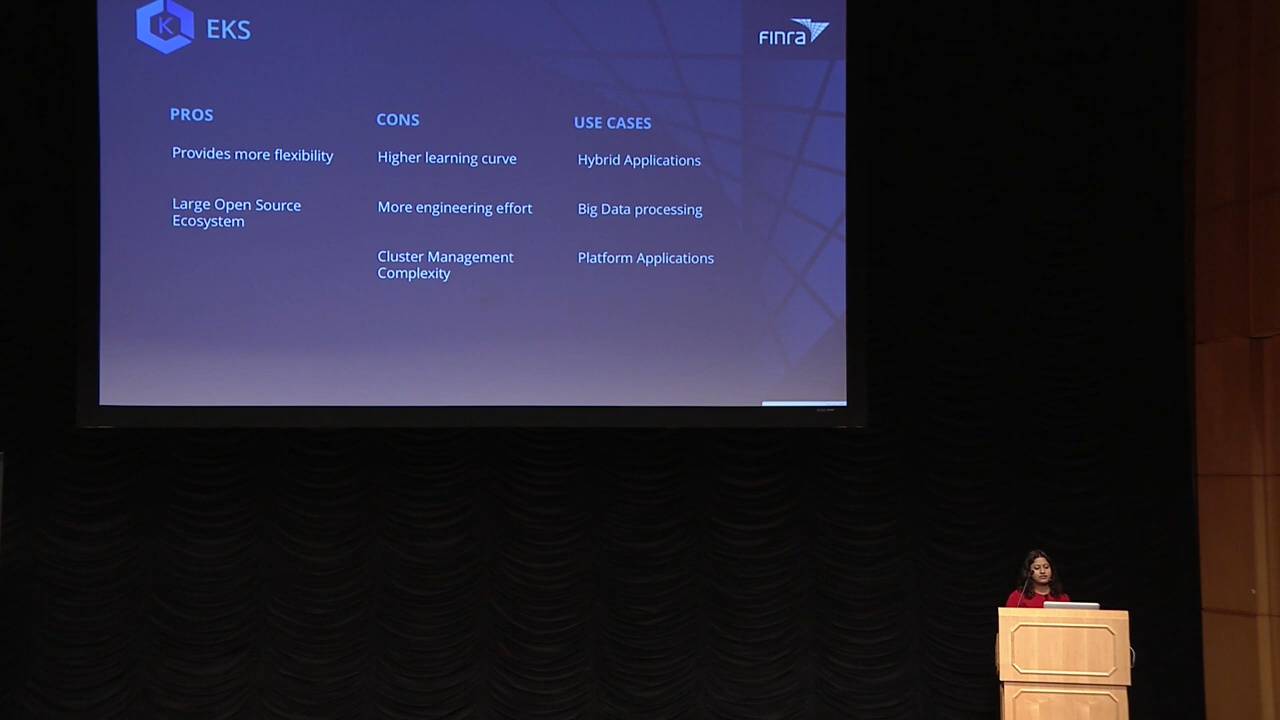 K
EKS
FINra
PROS
Provides more flexibility
Large Open Source
Ecosystem
CONS
Higher learning curve
More engineering effort
Cluster Management
Complexity
USE CASES
Hybrid Applications
Big Data processing
Platform Applications